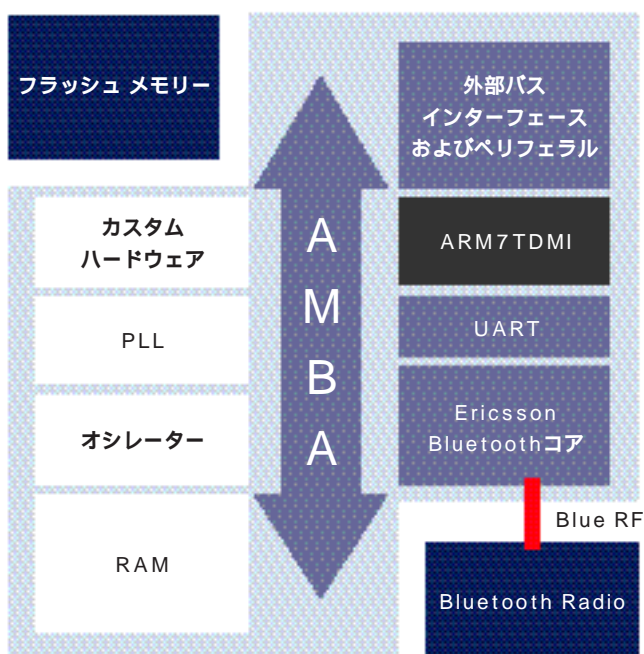 フラッシュ メモリー
外部バス
インターフェース
およびペリフェラル
カスタム
ハードウェア
PLL
オシレーター
RAM
A
M
B
A
ARM7TDMI
UART
Ericsson
Bluetoothコア
Blue RF
Bluetooth Radio